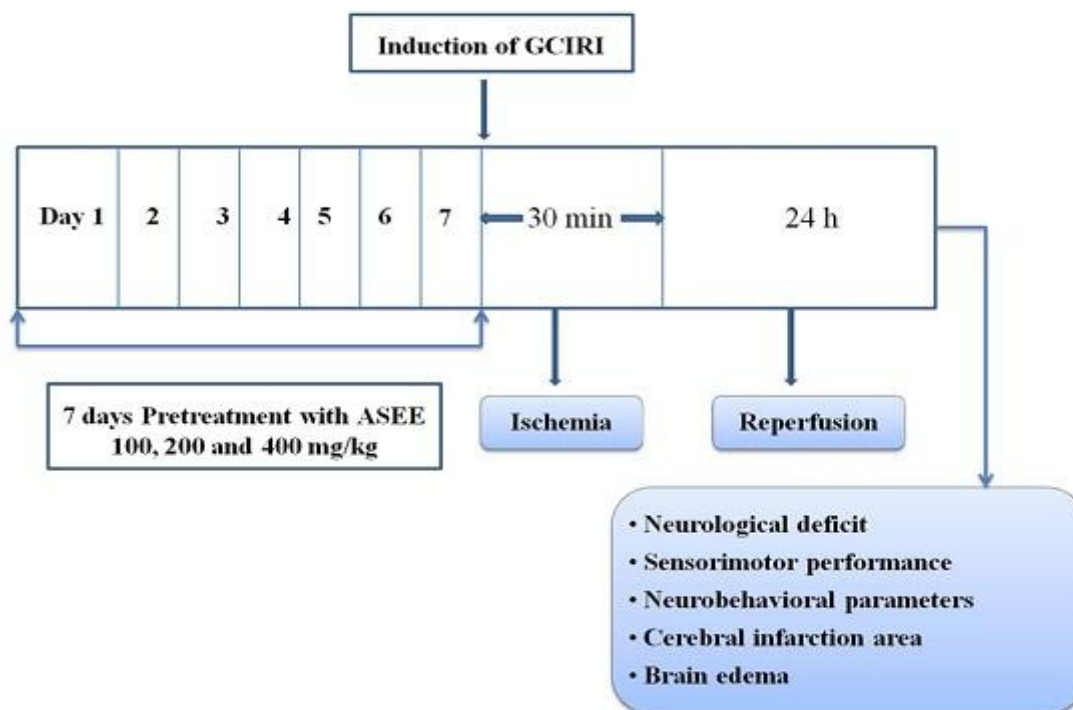 Induction of GCIRI
Day 1 2 3 4 5 6 7 30 min 24 h
7 days Pretreatment with ASEE
100, 200 and 400 mg/kg
Ischemia
Reperfusion
• Neurological deficit
• Sensorimotor performance
• Neurobehavioral parameters
• Cerebral infarction area
• Brain edema